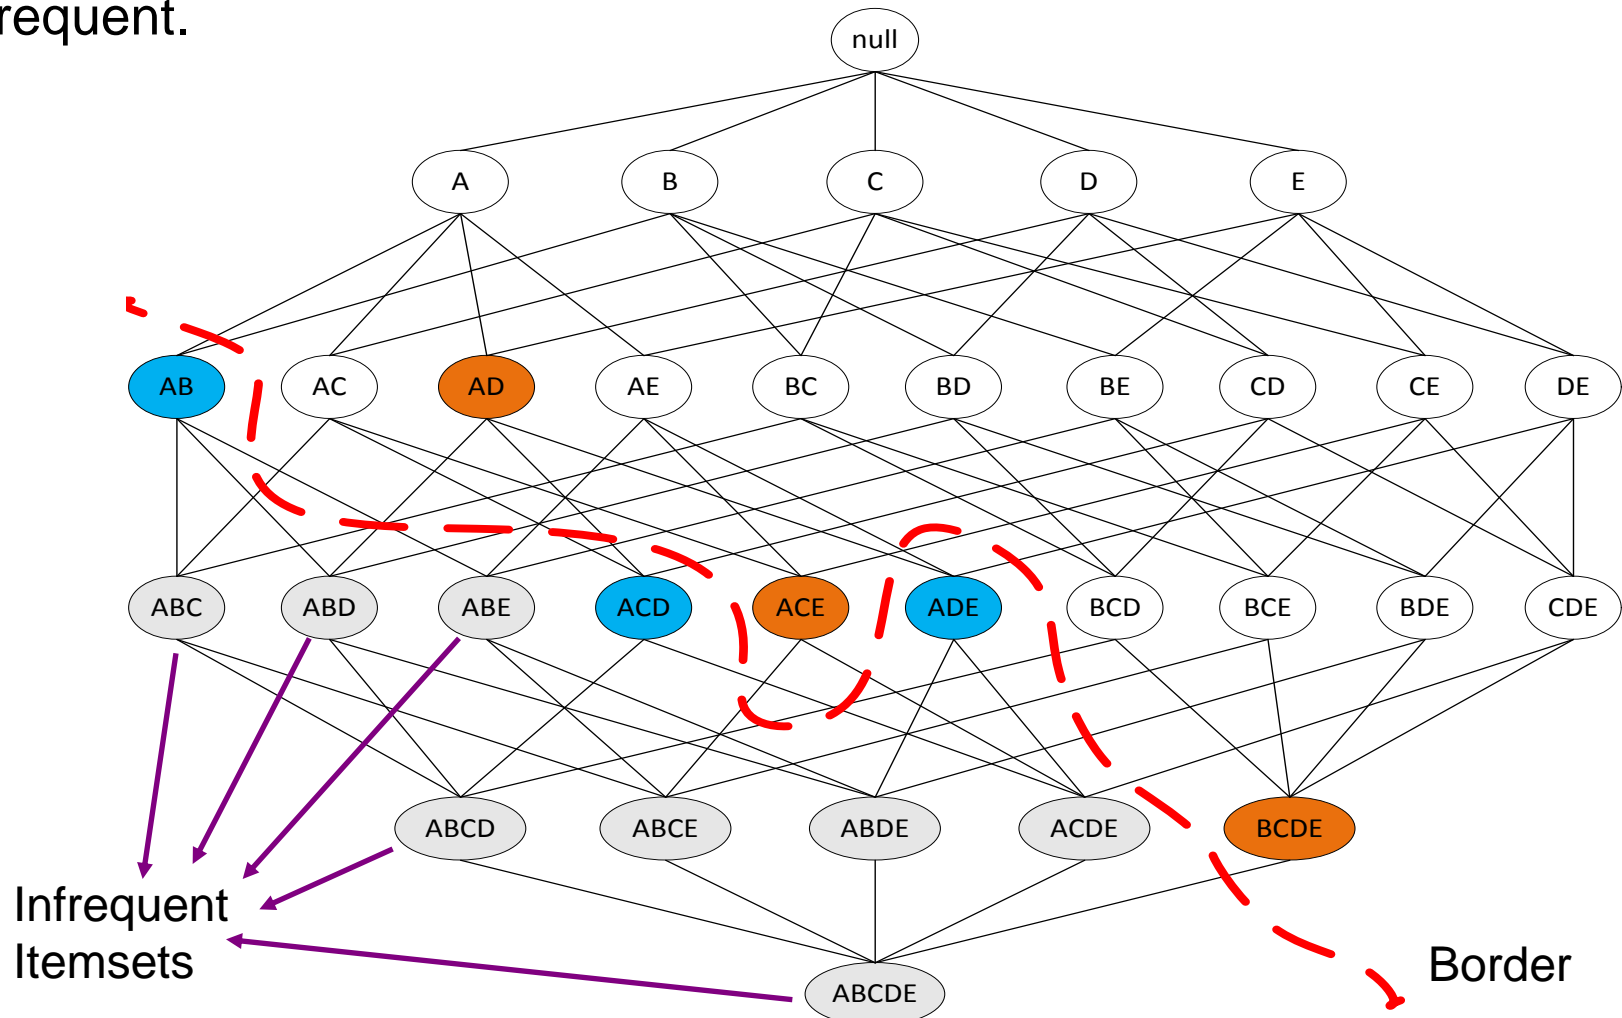 requent.
null
A B C D E
AB AC AD AE BC BD BE CD CE DE
ABC ABD ABE ACD ACE ADE BCD BCE BDE CDE
ABCD ABCE ABDE ACDE BCDE
Infrequent
Itemsets
Border
ABCDE